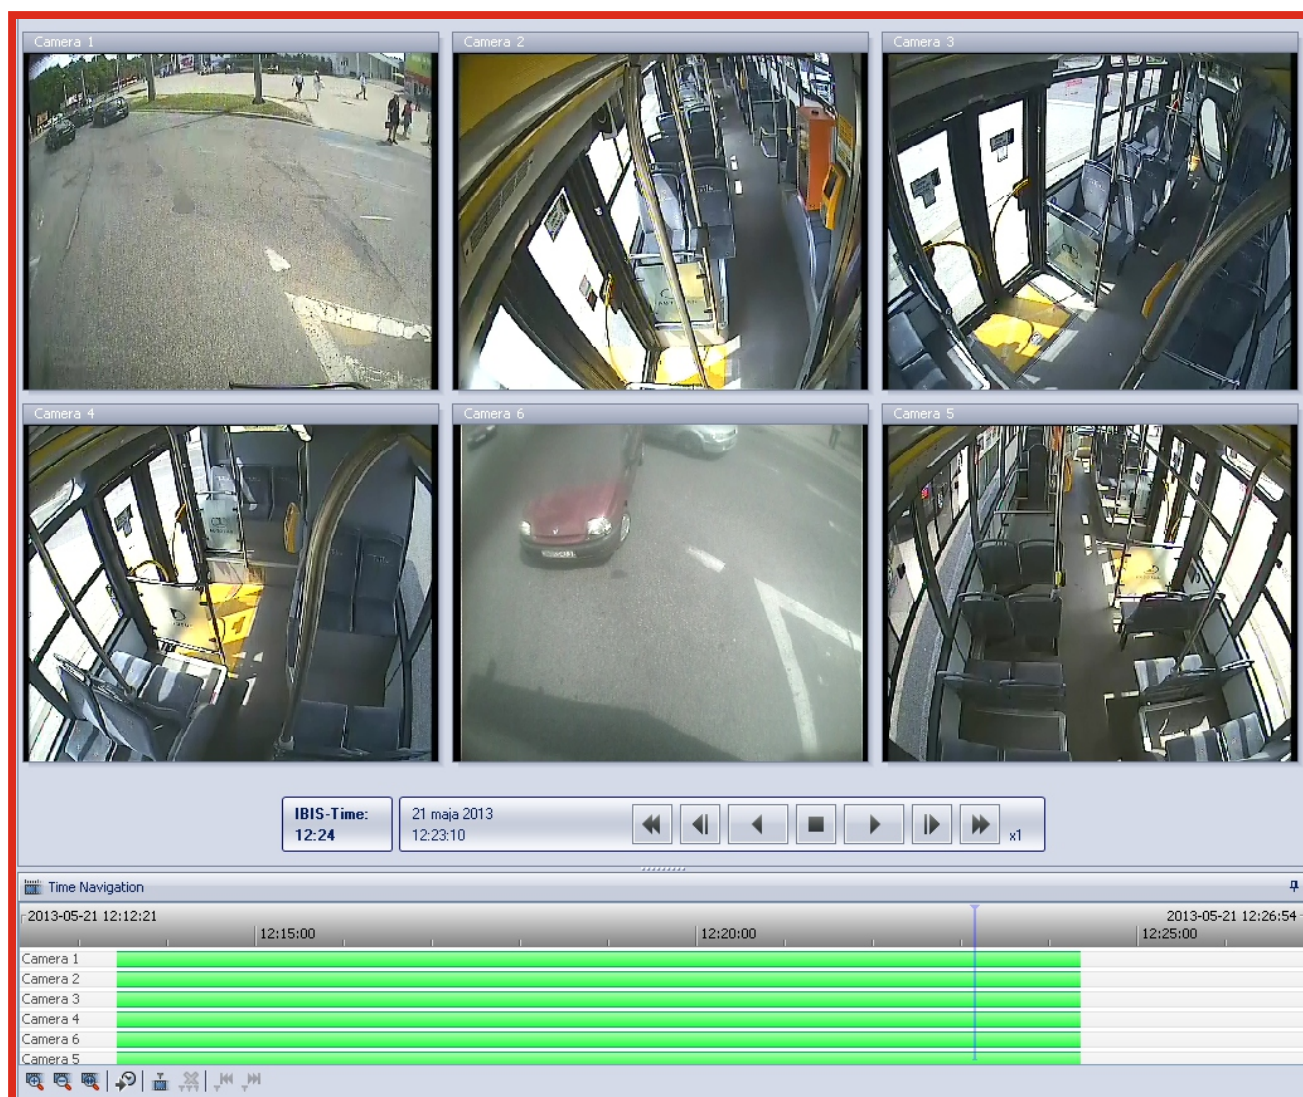 Camera 1
Camera 2
Camera 3
Camera 4
Camera 6
Camera 5
IBIS-Time:
12:24
21 maja 2013
12:23:10
x1
Time Navigation
2013-05-21 12:12:21
2013-05-21 12:26:54
12:15:00
12:20:00
12:25:00
Camera 1
Camera 2
Camera 3
Camera 4
Camera 6
Camera 5